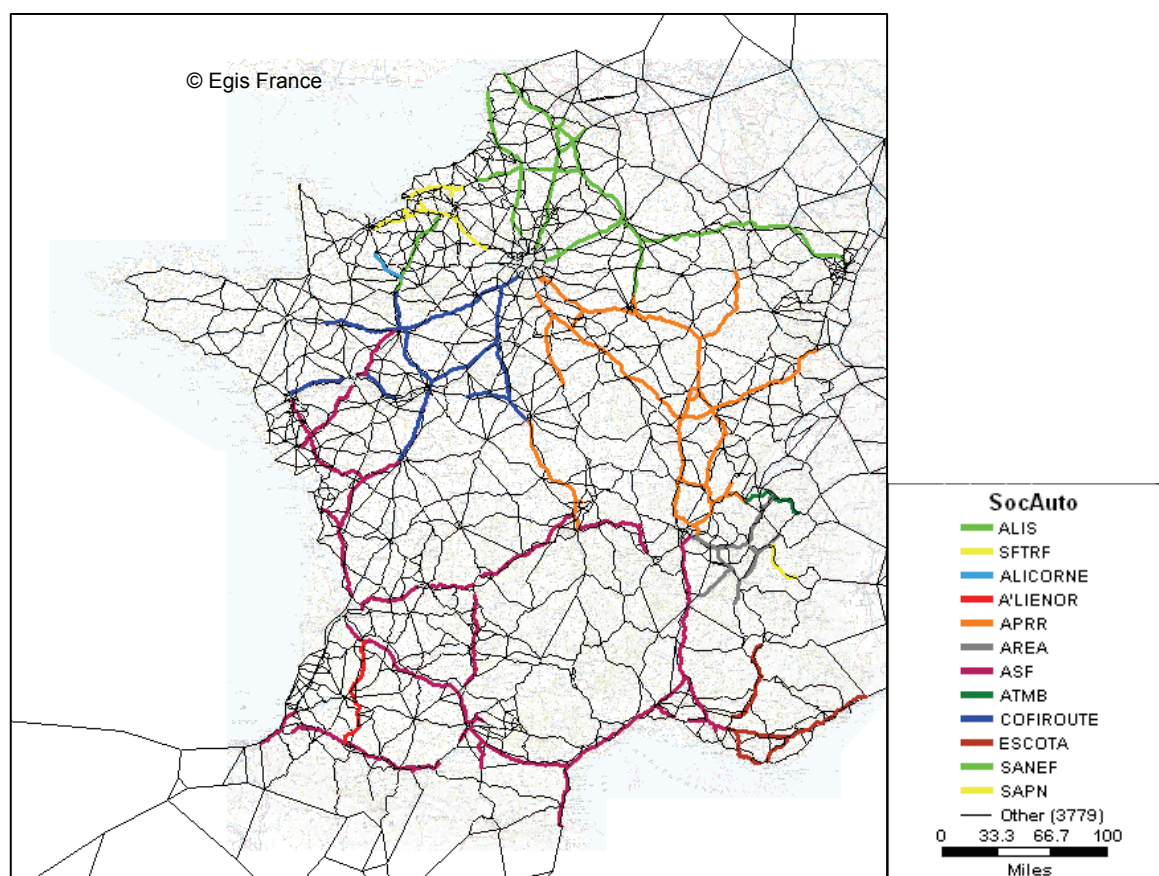 © Egis France
SocAuto
ALIS
SFTRF
ALICORNE
A'LIENOR
APRR
AREA
ASF
ATMB
COFIROUTE
ESCOTA
SANEF
SAPN
Other (3779)
0 33.3 66.7 100
Miles